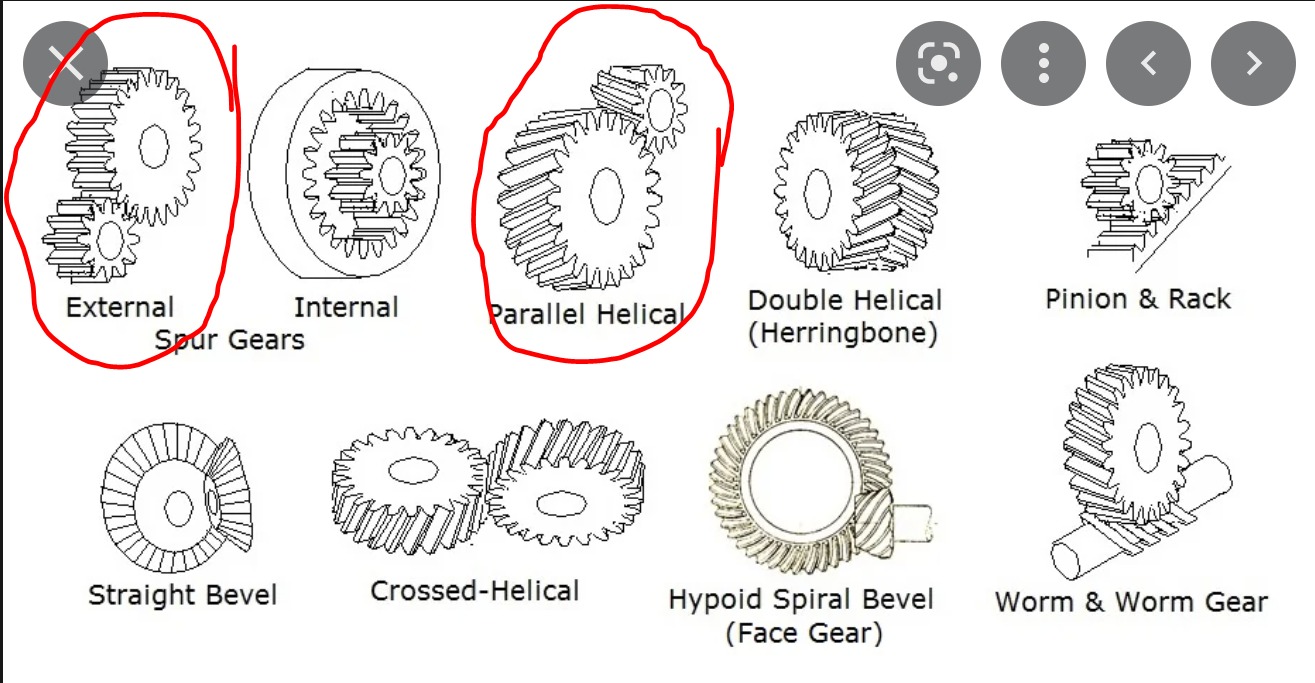 External
Internal
Spur Gears
Parallel Helical
Double Helical
(Herringbone)
Pinion & Rack
Straight Bevel
Crossed-Helical
Hypoid Spiral Bevel
(Face Gear)
Worm & Worm Gear